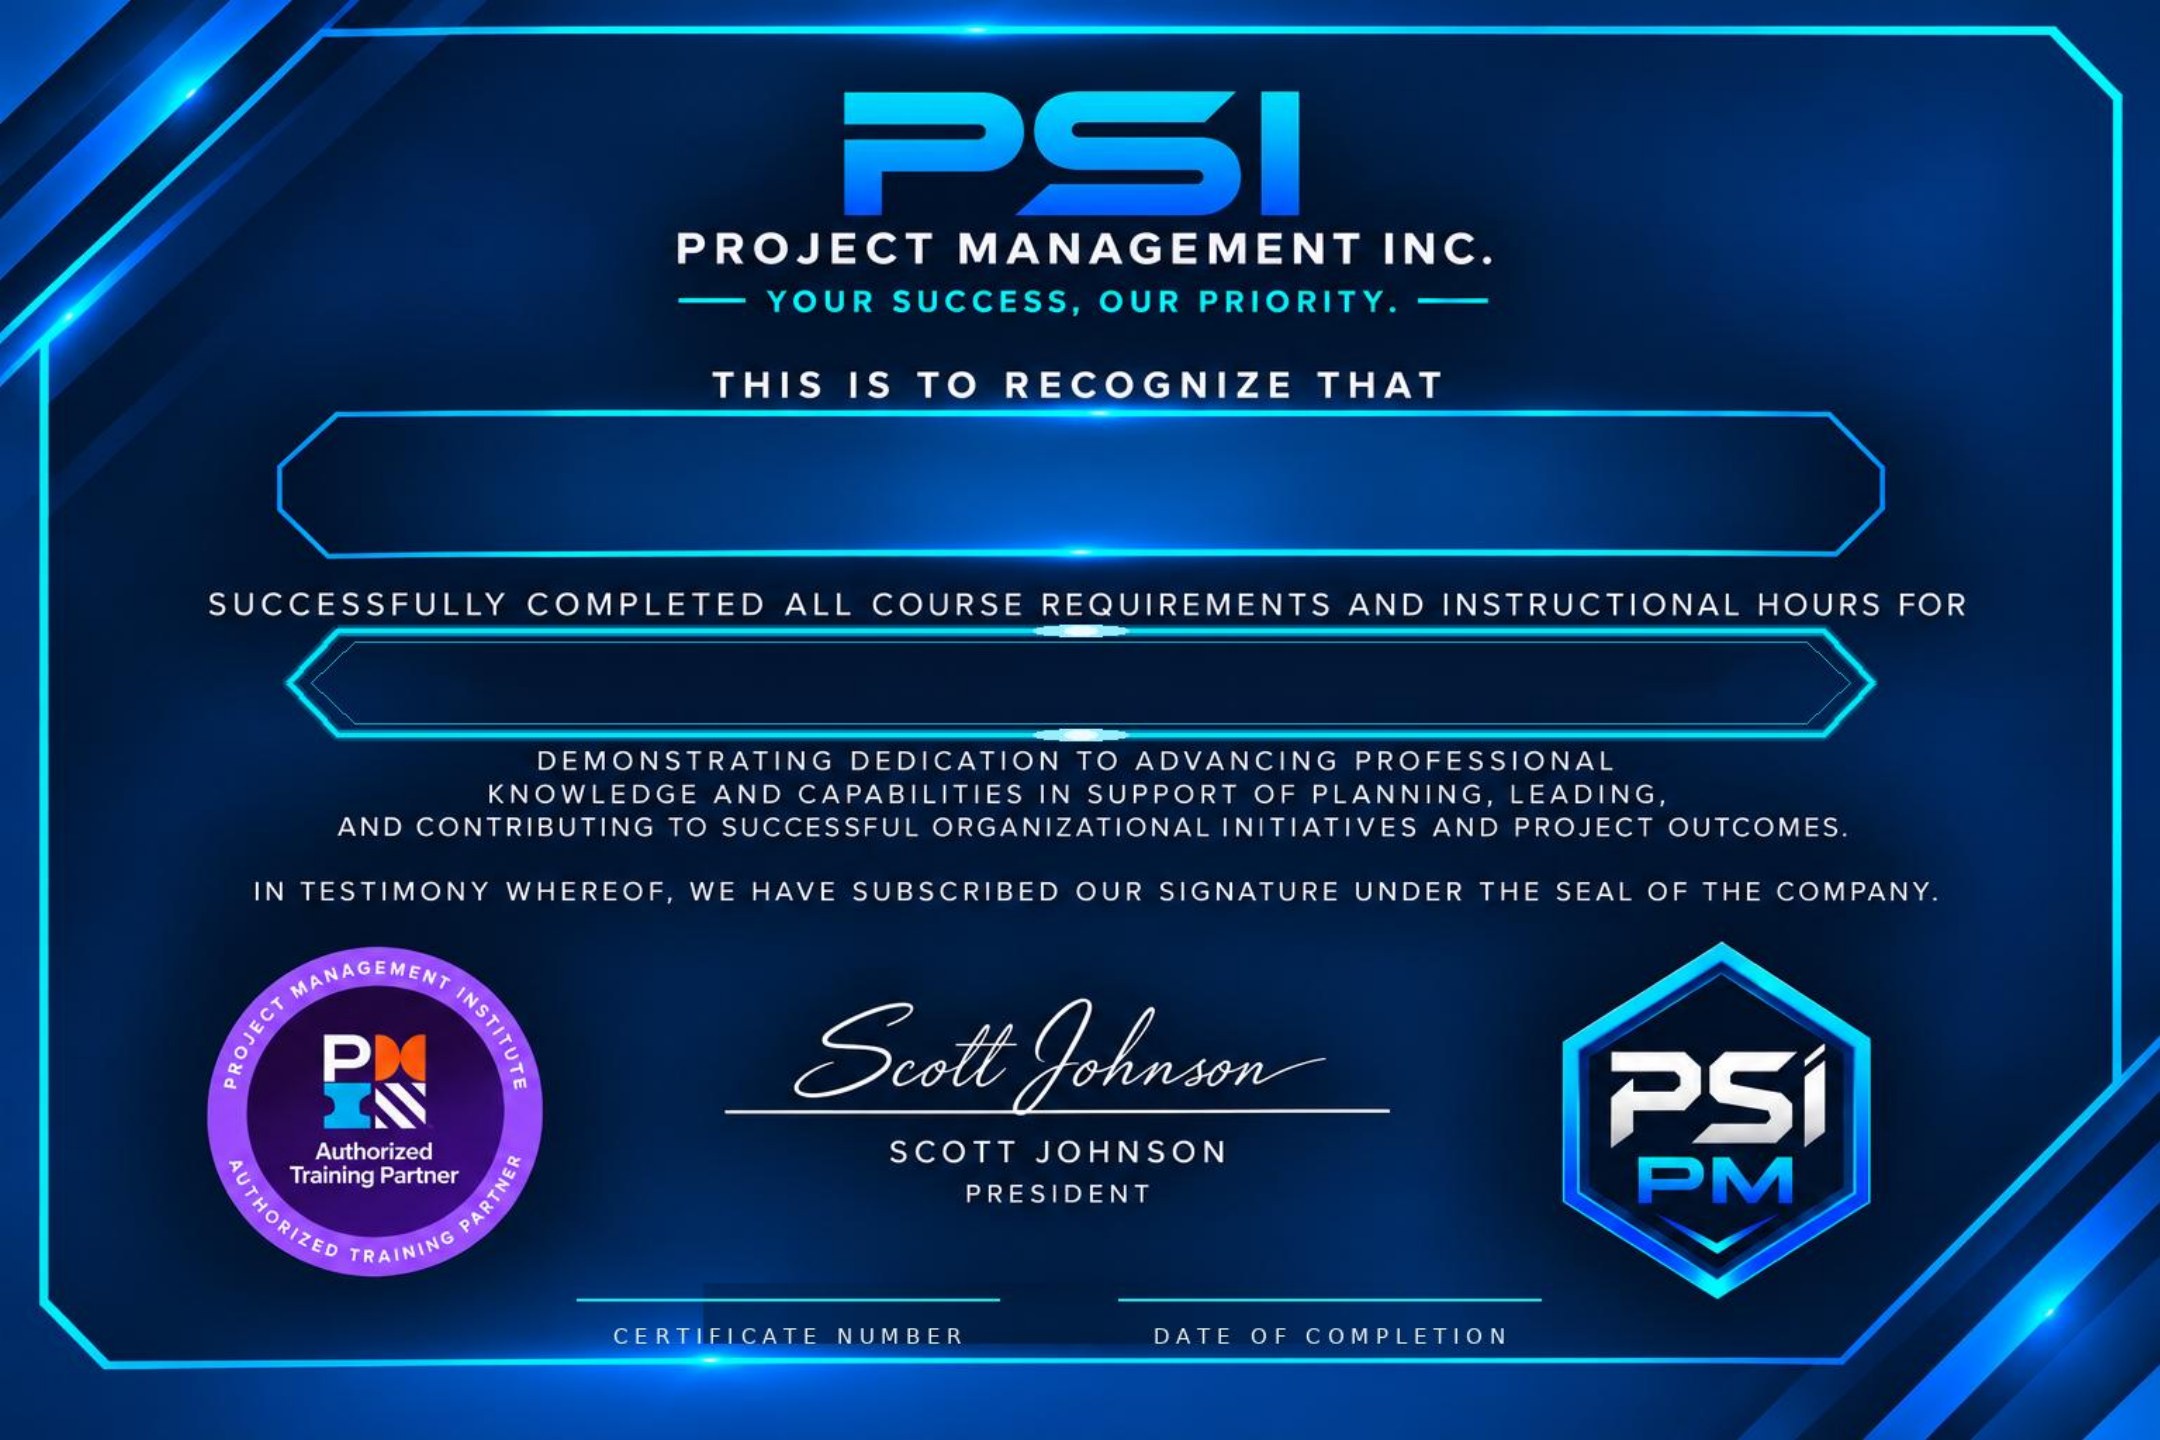 PSI
PROJECT MANAGEMENT INC.
YOUR SUCCESS, OUR PRIORITY.
THIS IS TO RECOGNIZE THAT
SUCCESSFULLY COMPLETED ALL COURSE REQUIREMENTS AND INSTRUCTIONAL HOURS FOR
DEMONSTRATING DEDICATION TO ADVANCING PROFESSIONAL
KNOWLEDGE AND CAPABILITIES IN SUPPORT OF PLANNING, LEADING,
AND CONTRIBUTING TO SUCCESSFUL ORGANIZATIONAL INITIATIVES AND PROJECT OUTCOMES.
IN TESTIMONY WHEREOF, WE HAVE SUBSCRIBED OUR SIGNATURE UNDER THE SEAL OF THE COMPANY.
PROJECT MANAGEMENT INSTITUTE
PMI
Authorized
Training Partner
AUTHORIZED TRAINING PARTNER
Scott Johnson
SCOTT JOHNSON
PRESIDENT
PSi
PM
CERTIFICATE NUMBER
DATE OF COMPLETION